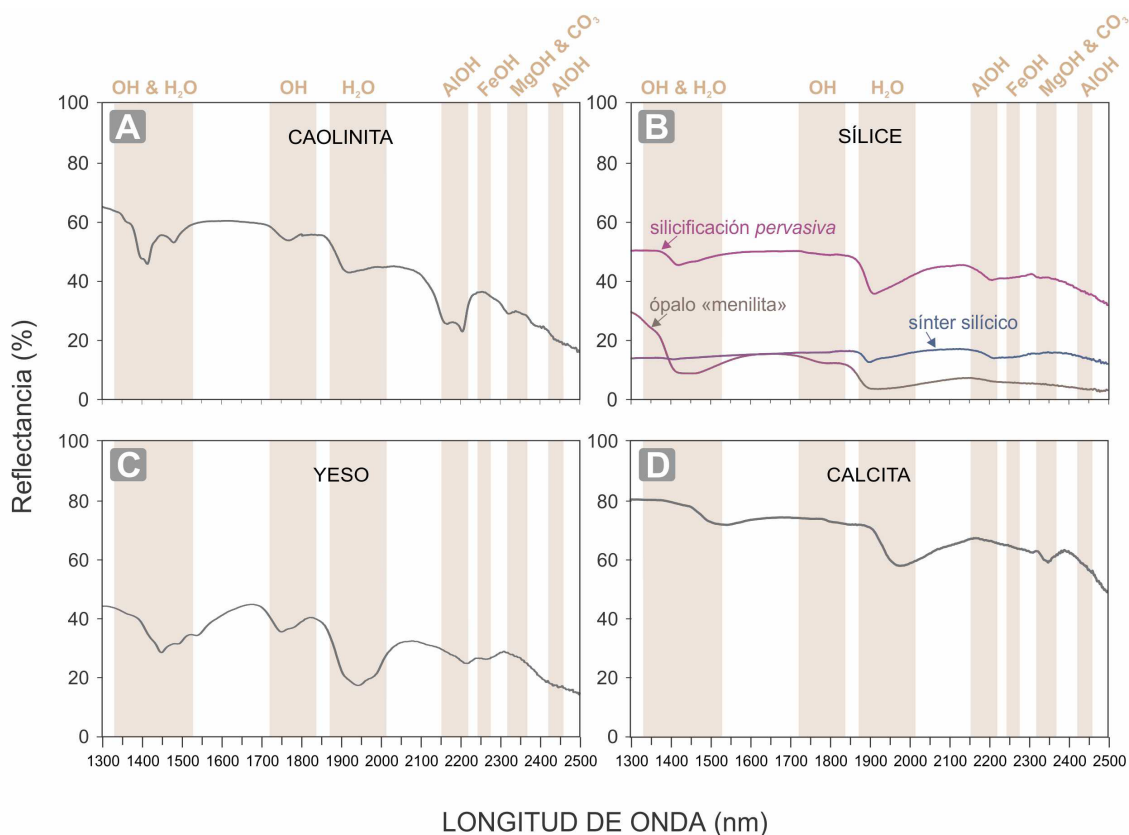 OH & H₂O OH H₂O AlOH FeOH MgOH & CO₃ AlOH
OH & H₂O OH H₂O AlOH FeOH MgOH & CO₃ AlOH
A
CAOLINITA
100
80
60
40
20
0
B
SÍLICE
silicificación pervasiva
ópalo «menilita»
sínter silícico
100
80
60
40
20
0
Reflectancia (%)
C
YESO
100
80
60
40
20
0
1300 1400 1500 1600 1700 1800 1900 2000 2100 2200 2300 2400 2500
D
CALCITA
100
80
60
40
20
0
1300 1400 1500 1600 1700 1800 1900 2000 2100 2200 2300 2400 2500
LONGITUD DE ONDA (nm)